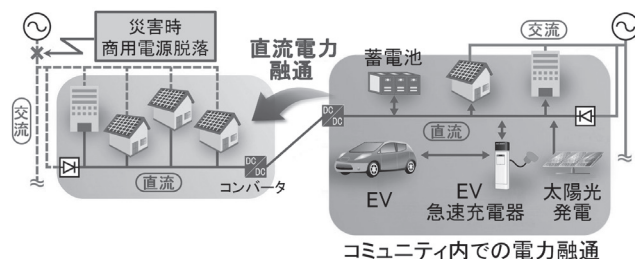 災害時
商用電源脱落
交流
直流
DC
DC
コンバータ
直流電力
融通
蓄電池
交流
DC
DC
直流
EV
EV
急速充電器
太陽光
発電
コミュニティ内での電力融通